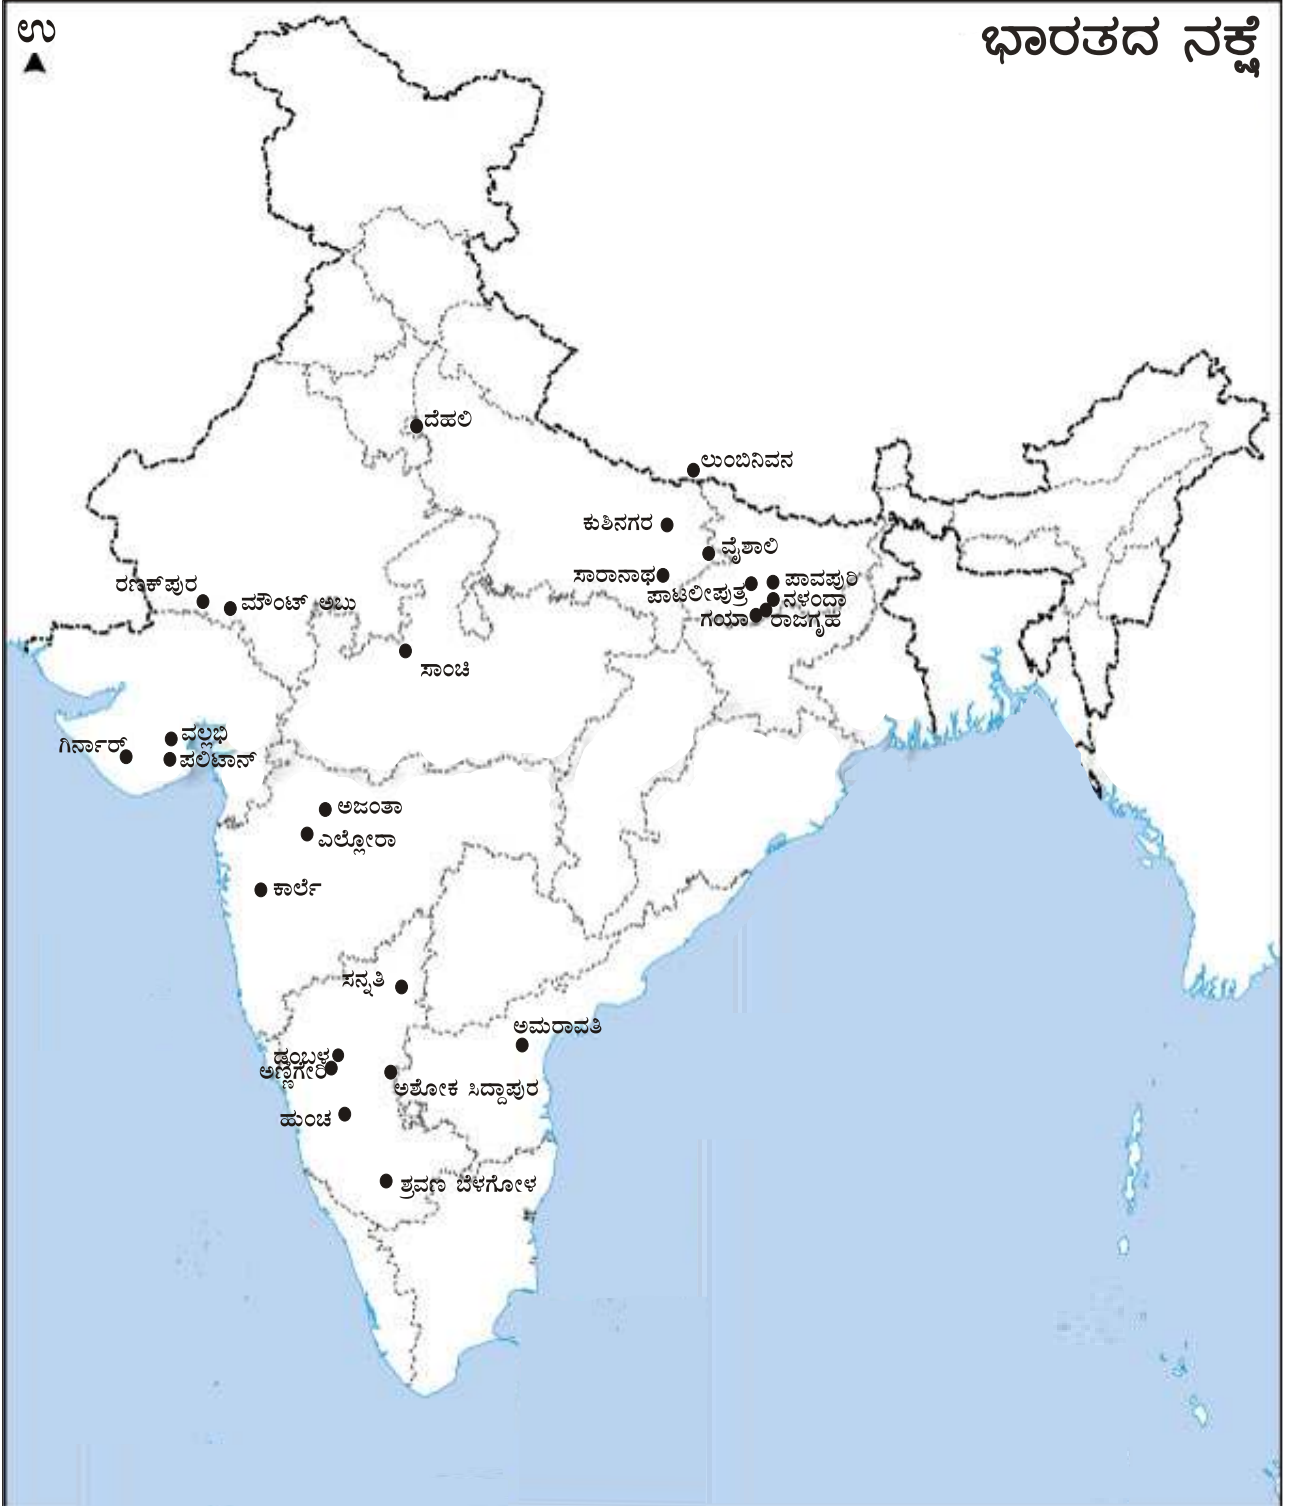 ಉ
ಭಾರತದ ನಕ್ಷೆ
ದೆಹಲಿ
ಲುಂಬಿನಿವನ
ಕುಶಿನಗರ
ವೈಶಾಲಿ
ಸಾರಾನಾಥ
ಪಾವಪುರಿ
ಪಾಟಲೀಪುತ್ರ
ನಳಂದಾ
ಗಯಾ
ರಾಜಗೃಹ
ರಣಕ್‌ಪುರ
ಮೌಂಟ್ ಅಬು
ಸಾಂಚಿ
ವಲ್ಲಭಿ
ಗಿರ್ನಾರ್
ಪಲಿಟಾನ್
ಅಜಂತಾ
ಎಲ್ಲೋರಾ
ಕಾರ್ಲೆ
ಸನ್ನತಿ
ಅಮರಾವತಿ
ಡಂಬಳ
ಅಣ್ಣಿಗೇರಿ
ಅಶೋಕ ಸಿದ್ದಾಪುರ
ಹುಂಚ
ಶ್ರವಣ ಬೆಳಗೋಳ